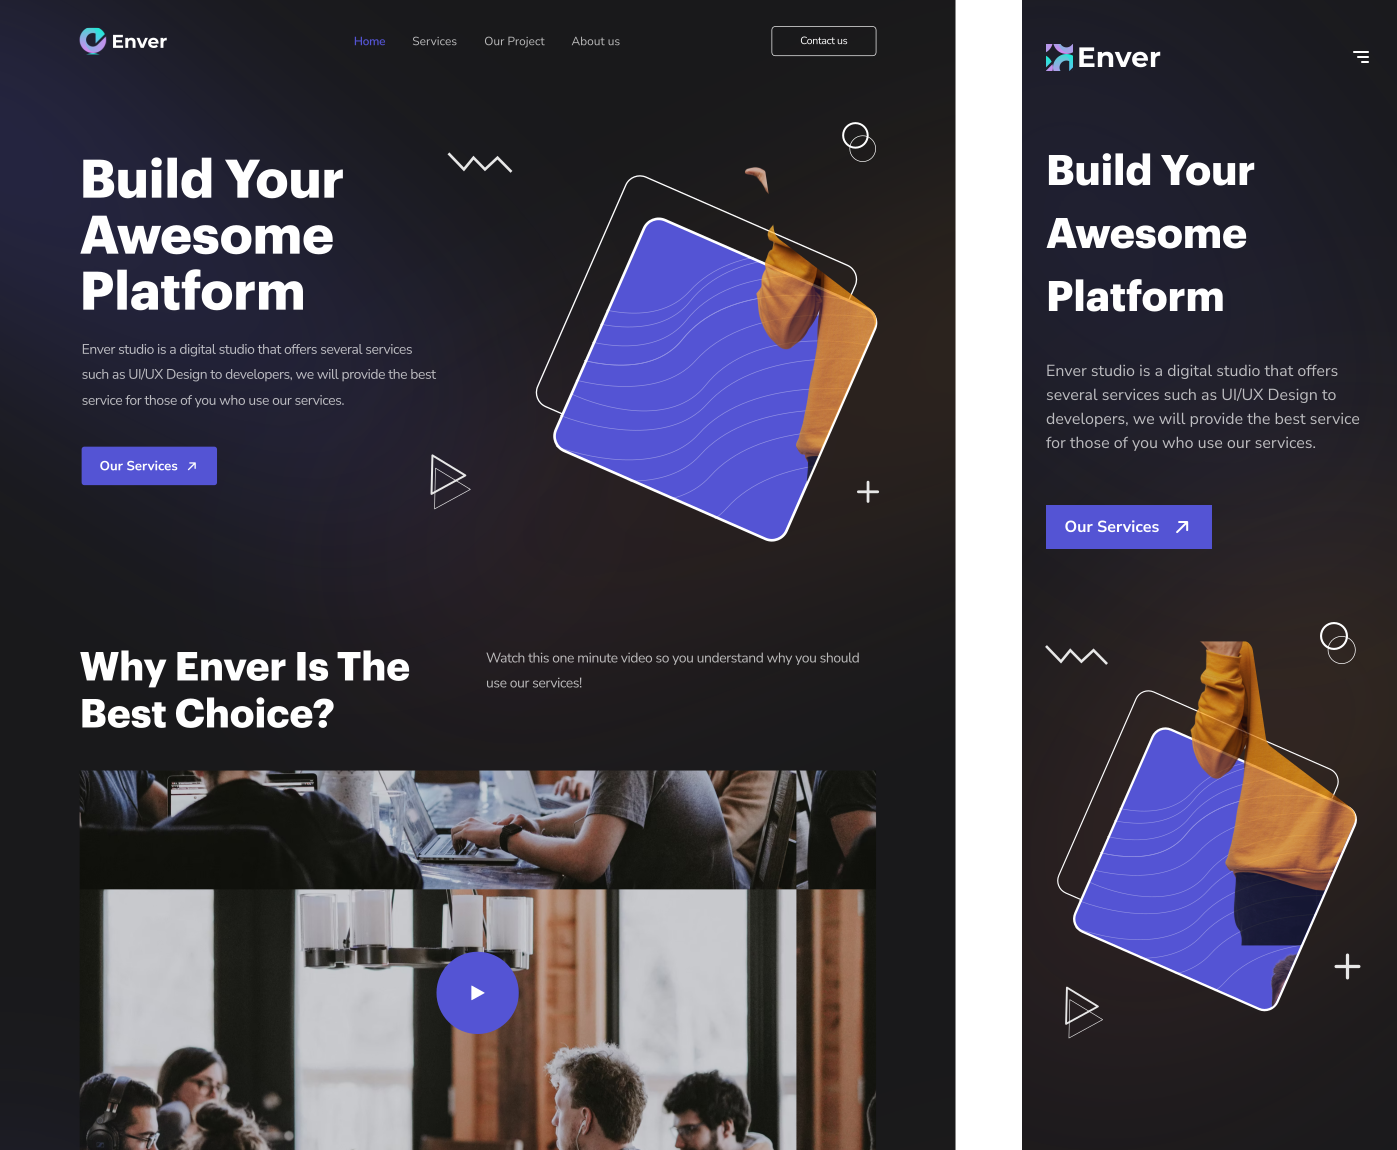 Enver
Home
Services
Our Project
About us
Contact us
Build Your
Awesome
Platform
Enver studio is a digital studio that offers several services
such as UI/UX Design to developers, we will provide the best
service for those of you who use our services.
Our Services
Why Enver Is The
Best Choice?
Watch this one minute video so you understand why you should
use our services!
Enver
Build Your
Awesome
Platform
Enver studio is a digital studio that offers
several services such as UI/UX Design to
developers, we will provide the best service
for those of you who use our services.
Our Services